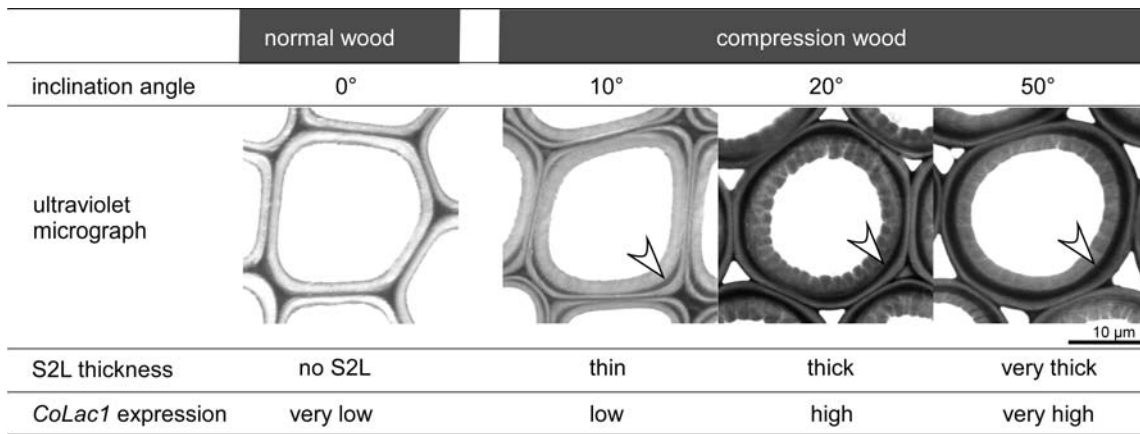 normal wood compression wood
inclination angle 0° 10° 20° 50°
ultraviolet
micrograph
10 µm
S2L thickness no S2L thin thick very thick
CoLac1 expression very low low high very high